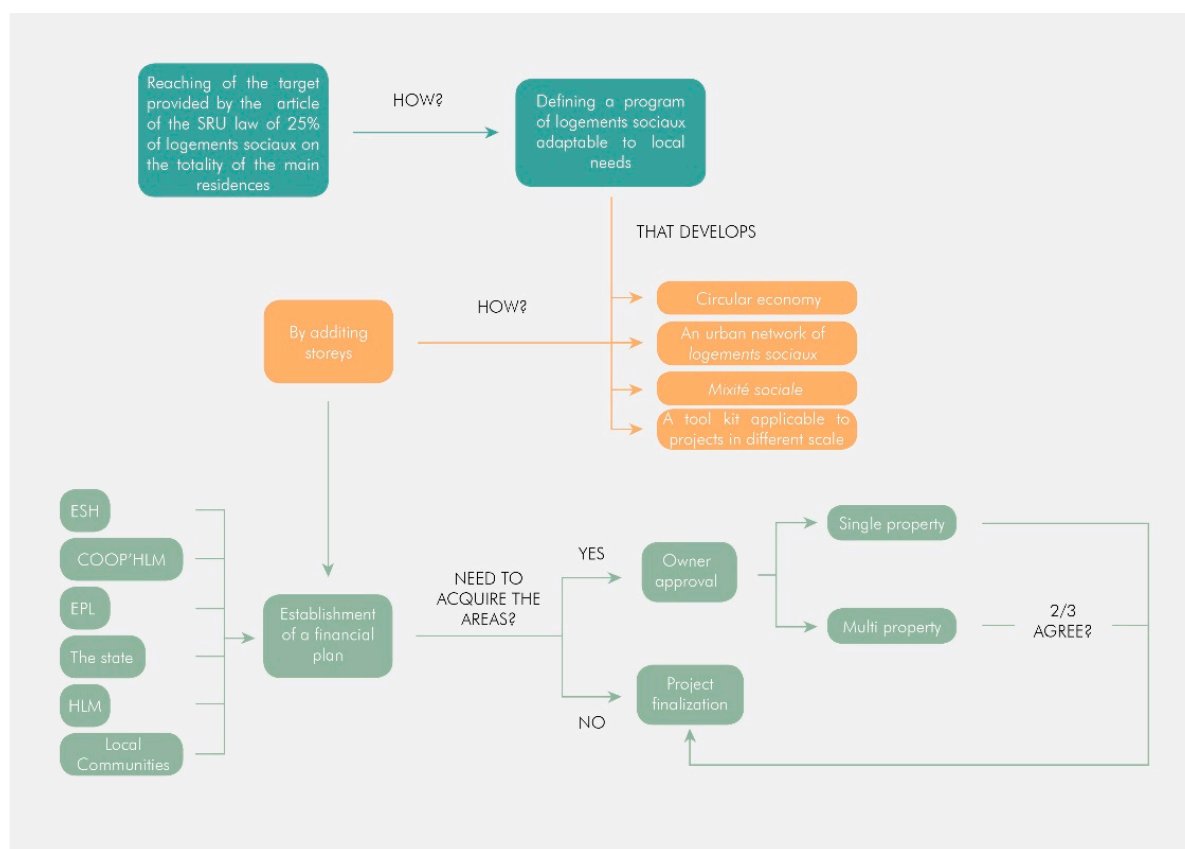 Reaching of the target
provided by the article
of the SRU law of 25%
of logements sociaux on
the totality of the main
residences
HOW?
Defining a program
of logements sociaux
adaptable to local
needs
THAT DEVELOPS
By additing
storeys
HOW?
Circular economy
An urban network of
logements sociaux
Mixité sociale
A tool kit applicable to
projects in different scale
ESH
COOP'HLM
EPL
The state
HLM
Local
Communities
Establishment
of a financial
plan
NEED TO
ACQUIRE THE
AREAS?
YES
NO
Owner
approval
Project
finalization
Single property
Multi property
2/3
AGREE?